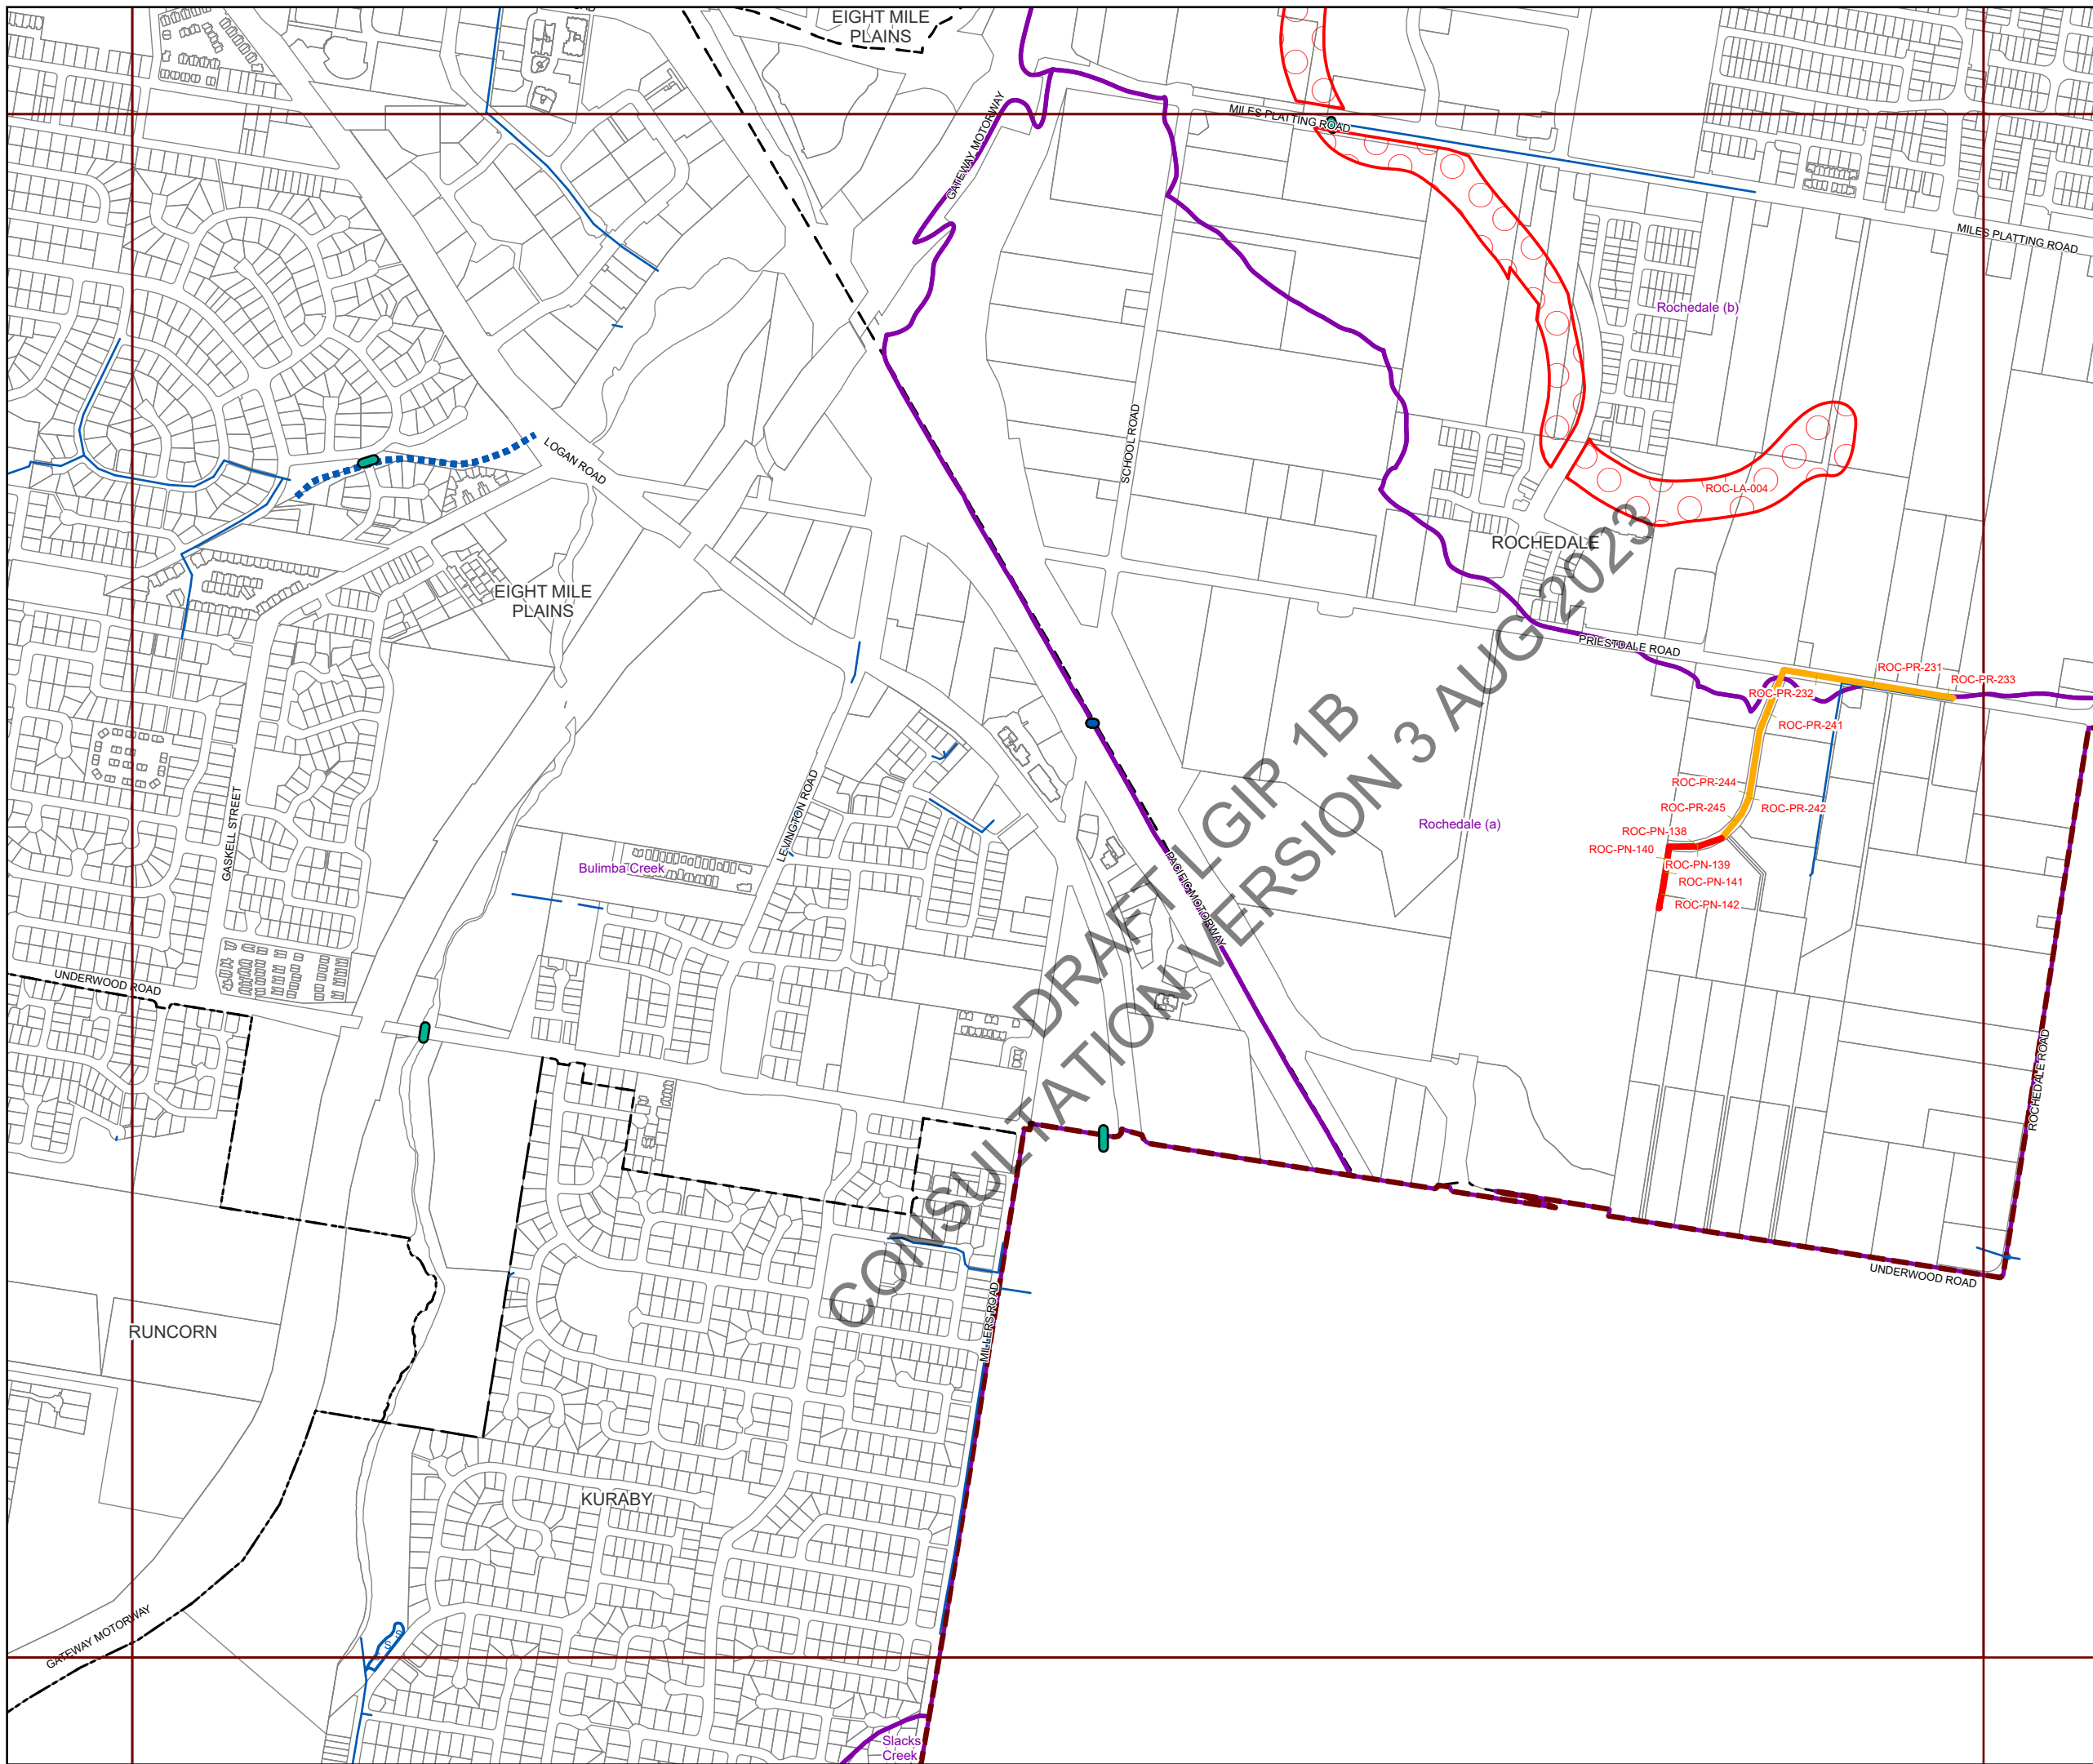 EIGHT MILE
PLAINS
MILES PLATTING ROAD
GATEWAY MOTORWAY
MILES PLATTING ROAD
Rochedale (b)
SCHOOL ROAD
LOGAN ROAD
ROC-LA-004
ROCHEDALE
EIGHT MILE
PLAINS
PRIESTDALE ROAD
ROC-PR-231
ROC-PR-233
ROC-PR-232
ROC-PR-241
ROC-PR-244
ROC-PR-242
ROC-PR-245
ROC-PN-138
ROC-PN-140
ROC-PN-139
ROC-PN-141
ROC-PN-142
LEVINGTON ROAD
GASKELL STREET
Rochedale (a)
Bulimba Creek
PACIFIC MOTORWAY
DRAFT LGIP 1B
CONSULTATION VERSION 3 AUG 2023
UNDERWOOD ROAD
ROCHEDALE ROAD
UNDERWOOD ROAD
RUNCORN
MILLERS ROAD
KURABY
GATEWAY MOTORWAY
S
S
Slacks
Creek